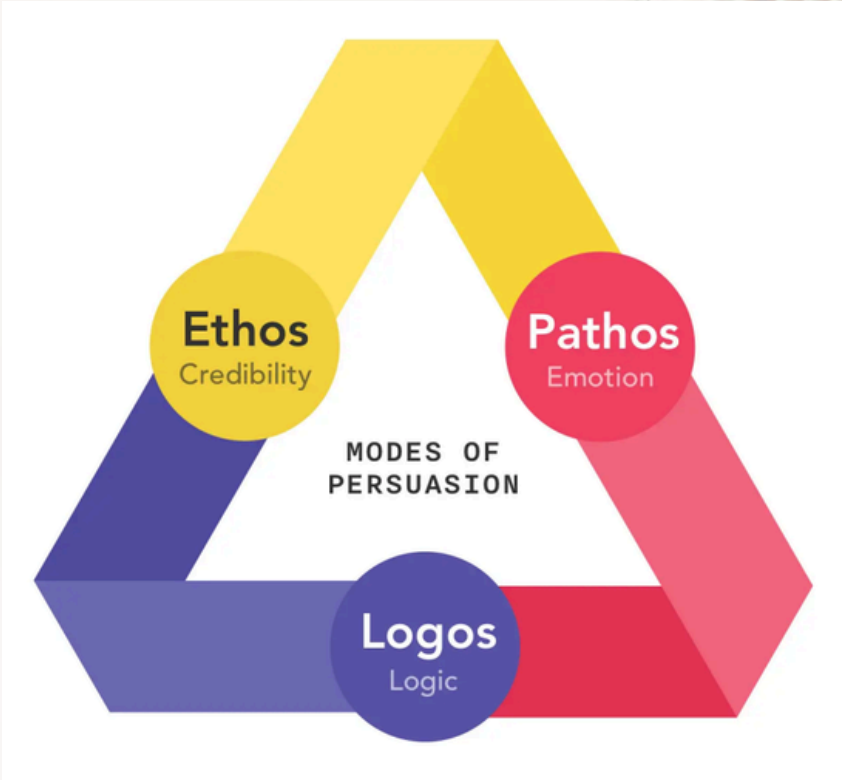 Ethos
Credibility
Pathos
Emotion
MODES OF
PERSUASION
Logos
Logic